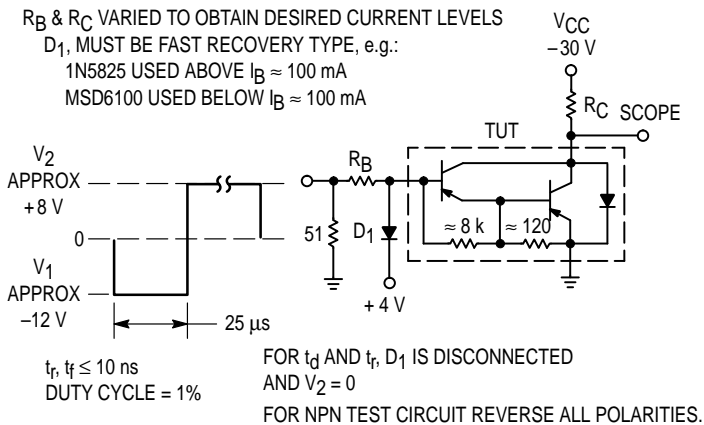 R_B & R_C VARIED TO OBTAIN DESIRED CURRENT LEVELS
D_1, MUST BE FAST RECOVERY TYPE, e.g.:
1N5825 USED ABOVE I_B ≈ 100 mA
MSD6100 USED BELOW I_B ≈ 100 mA
V_CC
−30 V
R_C
SCOPE
TUT
V_2
APPROX
+8 V
0
V_1
APPROX
−12 V
25 µs
t_r, t_f ≤ 10 ns
DUTY CYCLE = 1%
R_B
51
D_1
+ 4 V
≈ 8 k
≈ 120
FOR t_d AND t_r, D_1 IS DISCONNECTED
AND V_2 = 0
FOR NPN TEST CIRCUIT REVERSE ALL POLARITIES.